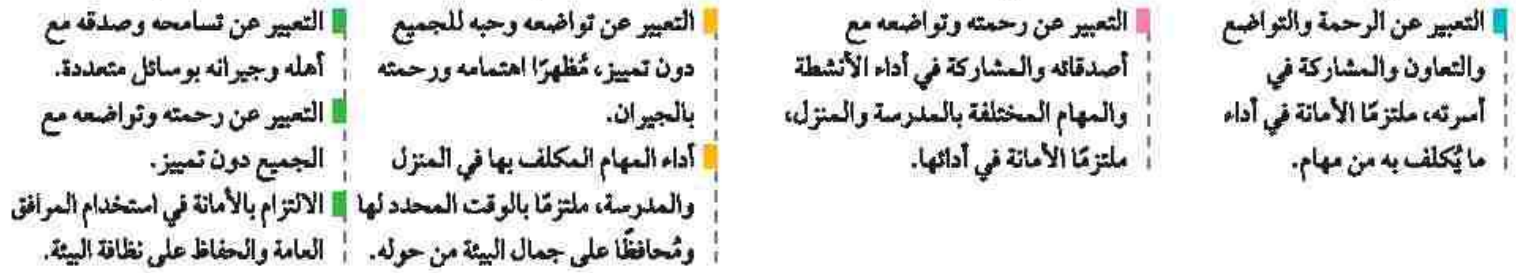 التعبير عن الرحمة والتواضع
والتعاون والمشاركة في
أسرته، ملتزمًا الأمانة في أداء
ما يُكلف به من مهام.
التعبير عن رحمته وتواضعه مع
أصدقائه والمشاركة في أداء الأنشطة
والمهام المختلفة بالمدرسة والمنزل،
ملتزمًا الأمانة في أدائها.
التعبير عن تواضعه وحبه للجميع
دون تمييز، مُظهرًا اهتمامه ورحمته
بالجيران.
أداء المهام المكلف بها في المنزل
والمدرسة، ملتزمًا بالوقت المحدد لها
ومُحافظًا على جمال البيئة من حوله.
التعبير عن تسامحه وصدقه مع
أهله وجيرانه بوسائل متعددة.
التعبير عن رحمته وتواضعه مع
الجميع دون تمييز.
الالتزام بالأمانة في استخدام المرافق
العامة والحفاظ على نظافة البيئة.